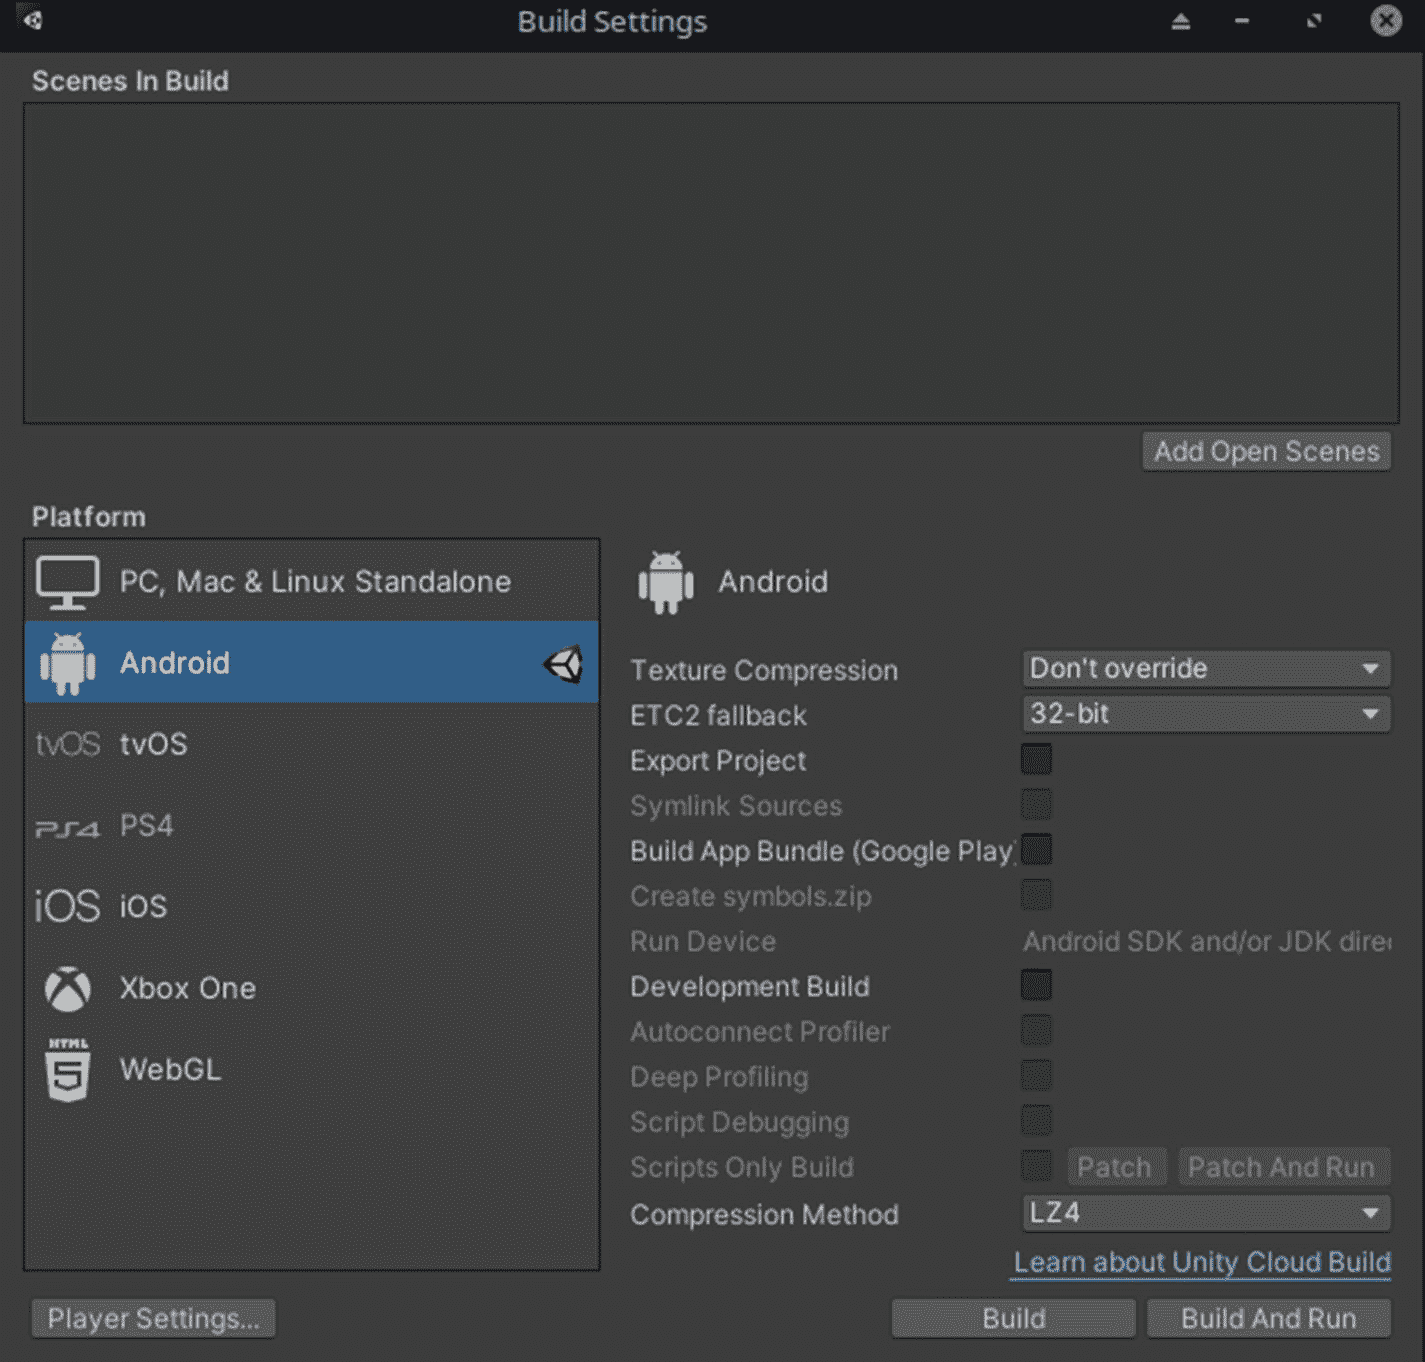 Build Settings
Scenes In Build
Add Open Scenes
Platform
PC, Mac & Linux Standalone
Android
tvOS tvOS
PS4 PS4
iOS iOS
Xbox One
HTML 5 WebGL
Android
Texture Compression Don't override
ETC2 fallback 32-bit
Export Project
Symlink Sources
Build App Bundle (Google Play)
Create symbols.zip
Run Device Android SDK and/or JDK
Development Build
Autoconnect Profiler
Deep Profiling
Script Debugging
Scripts Only Build Patch Patch And Run
Compression Method LZ4
Learn about Unity Cloud Build
Player Settings... Build Build And Run